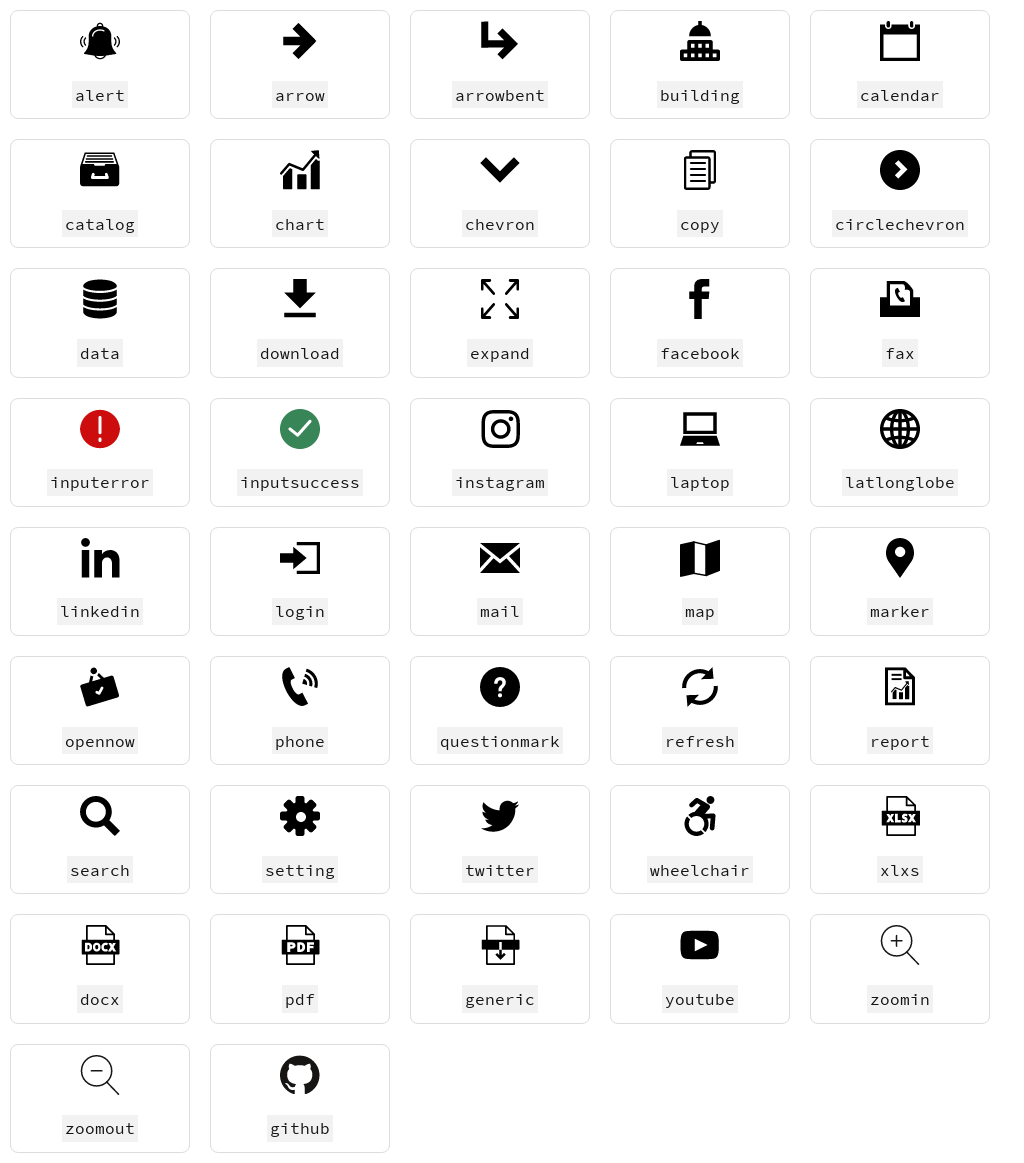 alert
arrow
arrowbent
building
calendar
catalog
chart
chevron
copy
circlechevron
data
download
expand
facebook
fax
inputerror
inputsuccess
instagram
laptop
latlonglobe
linkedin
login
mail
map
marker
opennow
phone
?
questionmark
refresh
report
search
setting
twitter
wheelchair
XLSX
xlxs
DOCX
docx
PDF
pdf
generic
youtube
zoomin
zoomout
github